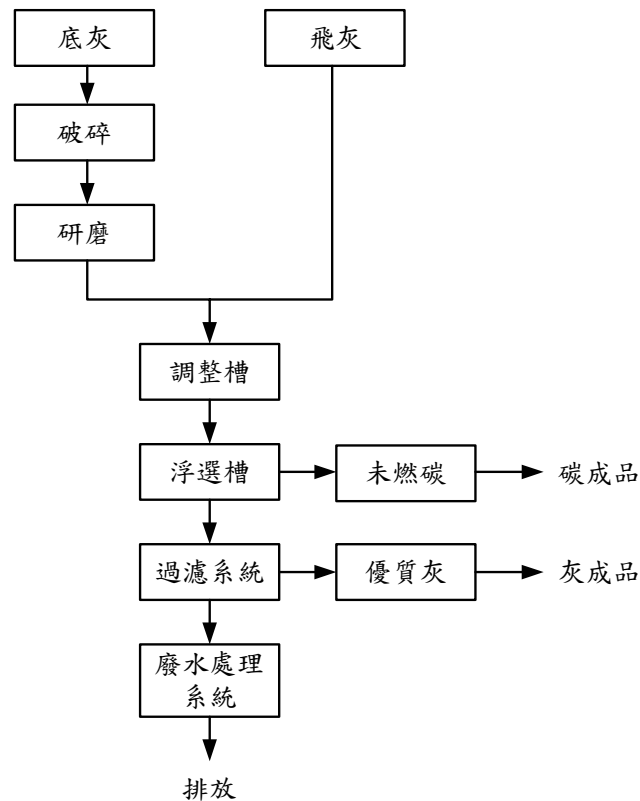 底灰
飛灰
破碎
研磨
調整槽
浮選槽
未燃碳
碳成品
過濾系統
優質灰
灰成品
廢水處理
系統
排放